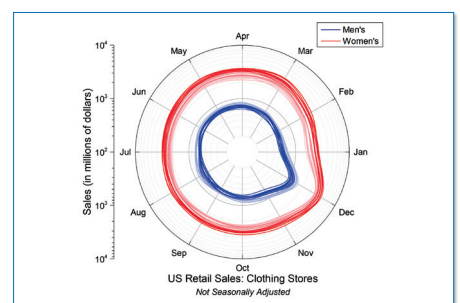 Men's
Women's
Apr
Mar
Feb
Jan
Dec
Nov
Oct
Sep
Aug
Jul
Jun
May
10⁴
10³
10²
10³
10⁴
Sales (in millions of dollars)
US Retail Sales: Clothing Stores
Not Seasonally Adjusted